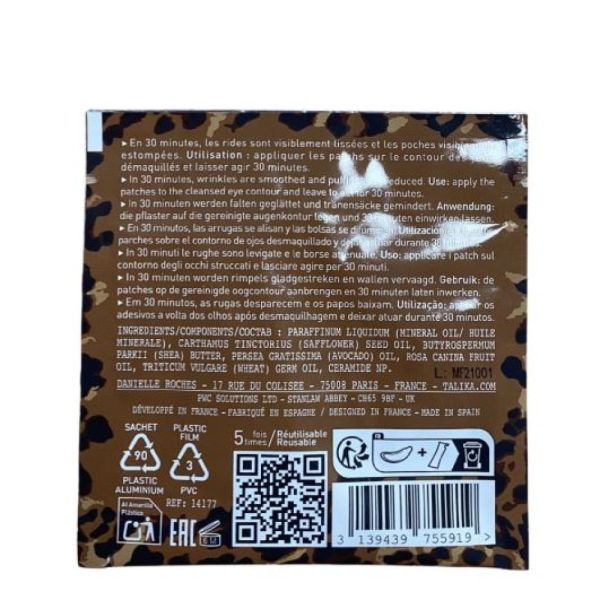 ▸ En 30 minutes, les rides sont visiblement lissées et les poches
estompées. Utilisation : appliquer les patchs sur le contour des
démaquillés et laisser agir 30 minutes.
▸ In 30 minutes, wrinkles are smoothed and reduced. Use: apply the
patches to the cleansed eye contour and leave to for 30 minutes.
▸ In 30 minuten werden falten geglättet und tränensäcke gemindert. Anwendung:
die pflaster auf die gereinigte augenkontur legen und 30 minuten einwirken lassen.
▸ En 30 minutos, las arrugas se alisan y las bolsas se Utilización:
parches sobre el contorno de ojos desmaquillado y actuar durante 30 minutos.
▸ In 30 minuti le rughe sono levigate e le borse attenuate. Uso: applicare i patch sul
contorno degli occhi struccati e lasciare agire per 30 minuti.
▸ In 30 minuten worden rimpels gladgestreken en wallen vervaagd. Gebruik: de
patches op de gereinigde oogcontour aanbrengen en 30 minuten laten inwerken.
▸ Em 30 minutos, as rugas desparecem e os papos baixam. Utilização: aplicar os
adesivos a volta dos olhos após desmaquilhagem e deixar atuar durante 30 minutos.
INGREDIENTS/COMPONENTS/COCTAB : PARAFFINUM LIQUIDUM (MINERAL OIL/ HUILE
MINERALE), CARTHAMUS TINCTORIUS (SAFFLOWER) SEED OIL, BUTYROSPERMUM
PARKII (SHEA) BUTTER, PERSEA GRATISSIMA (AVOCADO) OIL, ROSA CANINA FRUIT
OIL, TRITICUM VULGARE (WHEAT) GERM OIL, CERAMIDE NP.
L: MF21001
DANIELLE ROCHES - 17 RUE DU COLISEE - 75008 PARIS - FRANCE - TALIKA.COM
PWC SOLUTIONS LTD - STANLAW ABBEY - CH65 9BF - UK
DÉVELOPPÉ EN FRANCE - FABRIQUÉ EN ESPAGNE / DESIGNED IN FRANCE - MADE IN SPAIN
SACHET
90
PLASTIC
ALUMINIUM
PLASTIC
FILM
3
PVC
REF: 14177
Al Amarillo
Plástico
EAC
6 M
5 fois / Réutilisable
times / Reusable
FR
+
3 139439 755919 >